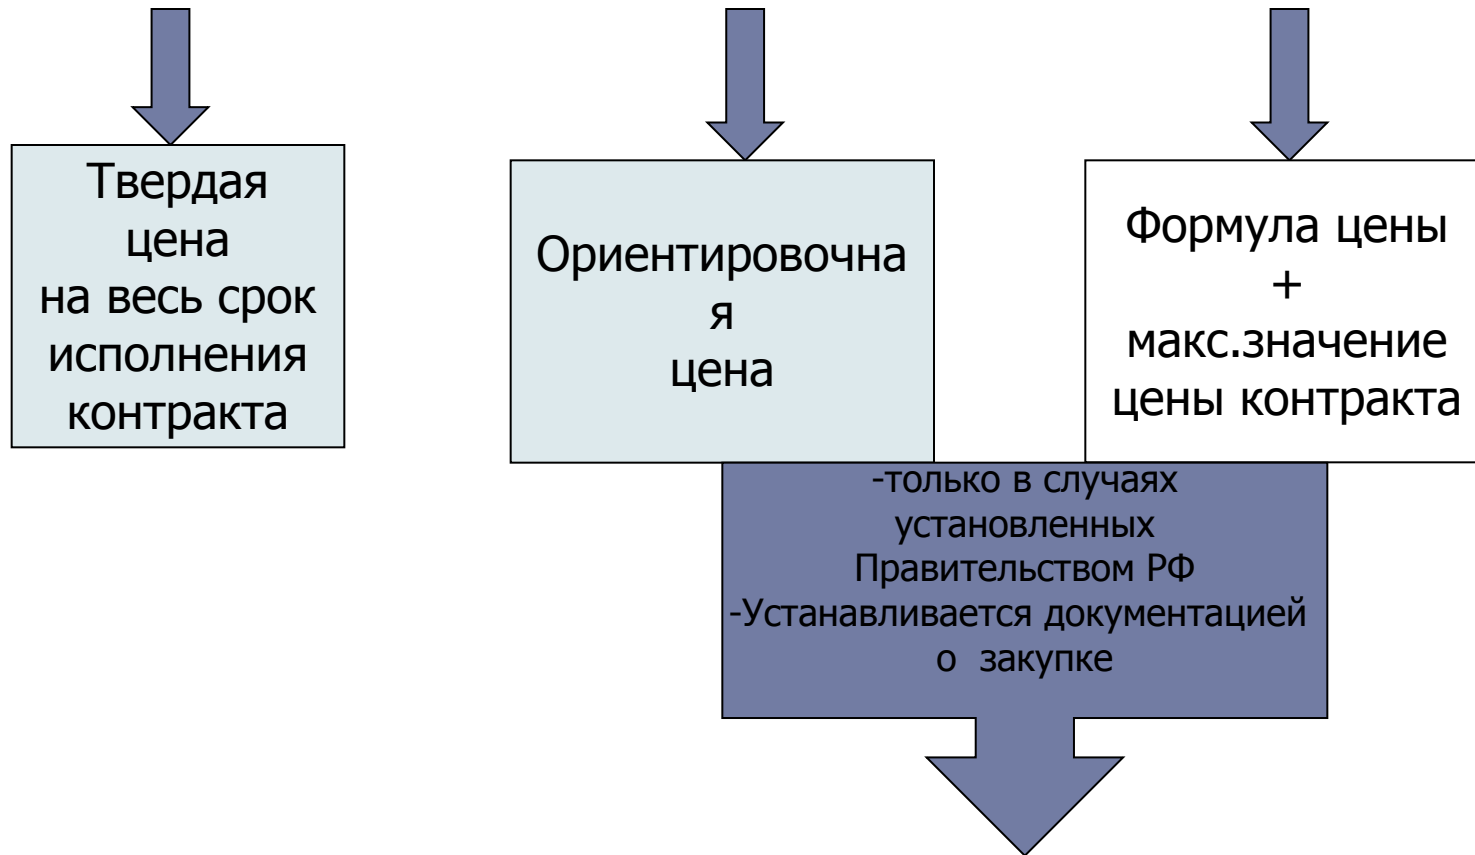 Твердая
цена
на весь срок
исполнения
контракта
Ориентировочна
я
цена
Формула цены
+
макс.значение
цены контракта
-только в случаях
установленных
Правительством РФ
-Устанавливается документацией
о закупке